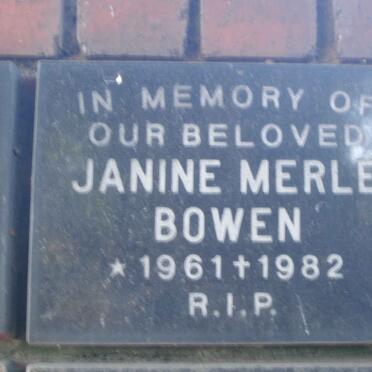 IN MEMORY OF
OUR BELOVED
JANINE MERLE
BOWEN
★ 1961 ✝ 1982
R.I.P.